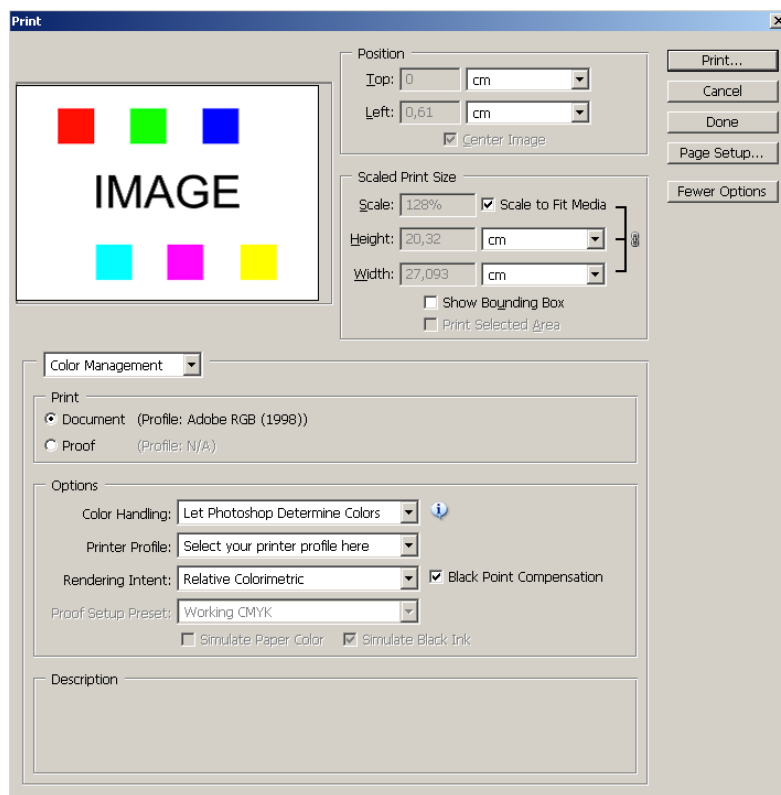 Print
Position
Top: 0 cm
Left: 0,61 cm
Center Image
Print...
Cancel
Done
Page Setup...
Fewer Options
IMAGE
Scaled Print Size
Scale: 128% Scale to Fit Media
Height: 20,32 cm
Width: 27,093 cm
Show Bounding Box
Print Selected Area
Color Management
Print
Document (Profile: Adobe RGB (1998))
Proof (Profile: N/A)
Options
Color Handling: Let Photoshop Determine Colors
Printer Profile: Select your printer profile here
Rendering Intent: Relative Colorimetric Black Point Compensation
Proof Setup Preset: Working CMYK
Simulate Paper Color Simulate Black Ink
Description